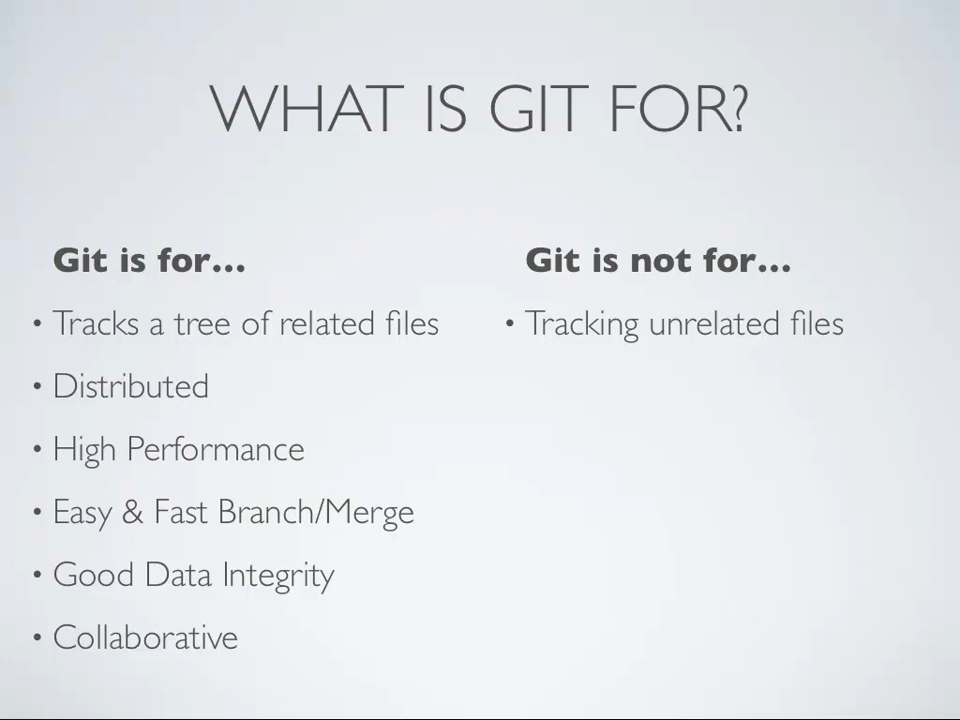 WHAT IS GIT FOR?
Git is for...
• Tracks a tree of related files
• Distributed
• High Performance
• Easy & Fast Branch/Merge
• Good Data Integrity
• Collaborative
Git is not for...
• Tracking unrelated files